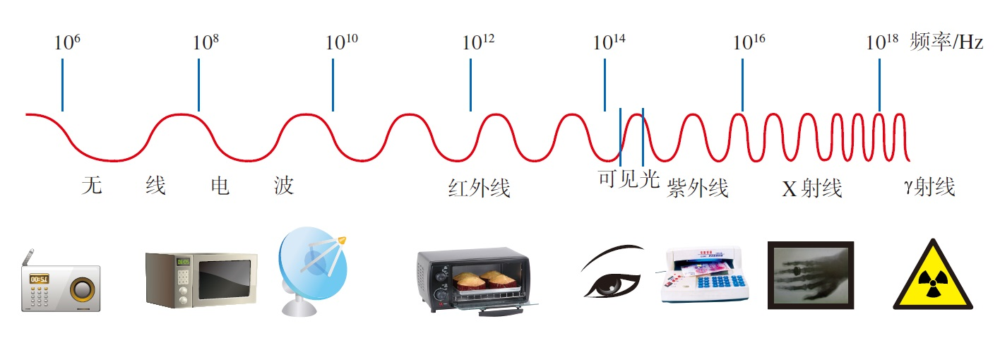 10⁶ 10⁸ 10¹⁰ 10¹² 10¹⁴ 10¹⁶ 10¹⁸ 频率/Hz
无线电波 红外线 可见光 紫外线 X射线 γ射线